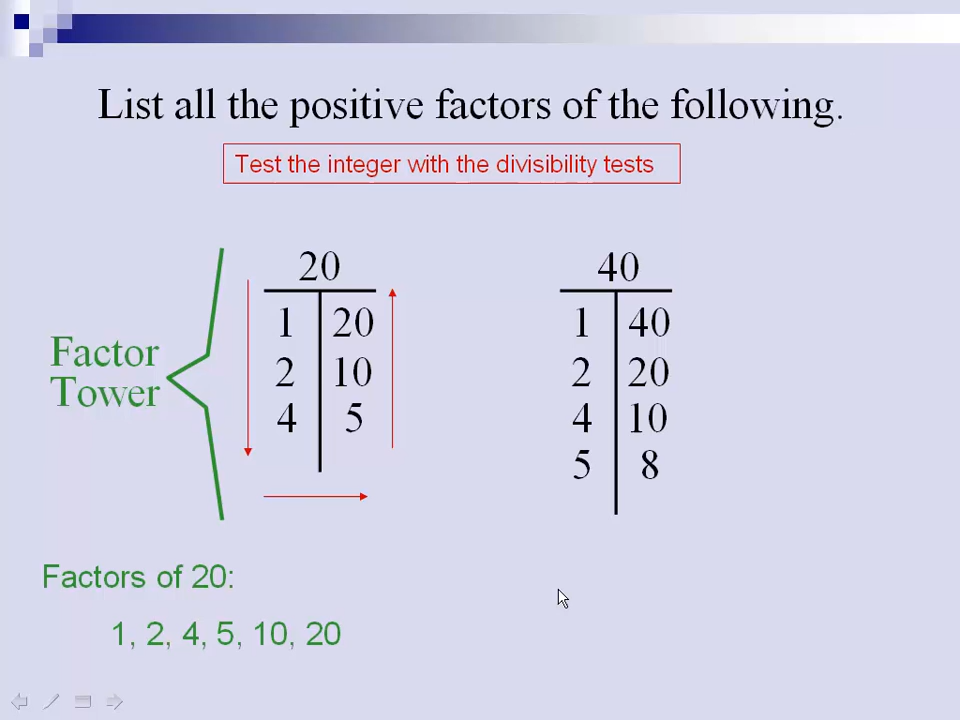 List all the positive factors of the following.
Test the integer with the divisibility tests
Factor
Tower
20
1 20
2 10
4 5
40
1 40
2 20
4 10
5 8
Factors of 20:
1, 2, 4, 5, 10, 20